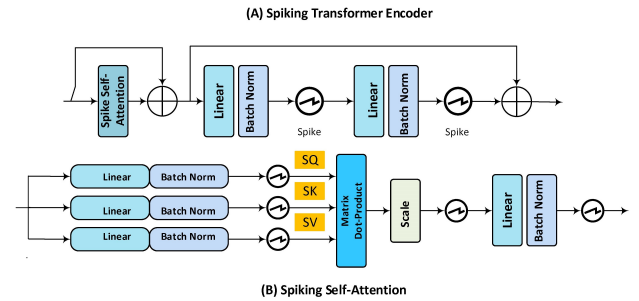 (A) Spiking Transformer Encoder
Spike Self-
Attention
Linear
Batch Norm
Spike
Linear
Batch Norm
Spike
Linear
Batch Norm
SQ
Linear
Batch Norm
SK
Linear
Batch Norm
SV
Matrix
Dot-Product
Scale
Linear
Batch Norm
(B) Spiking Self-Attention